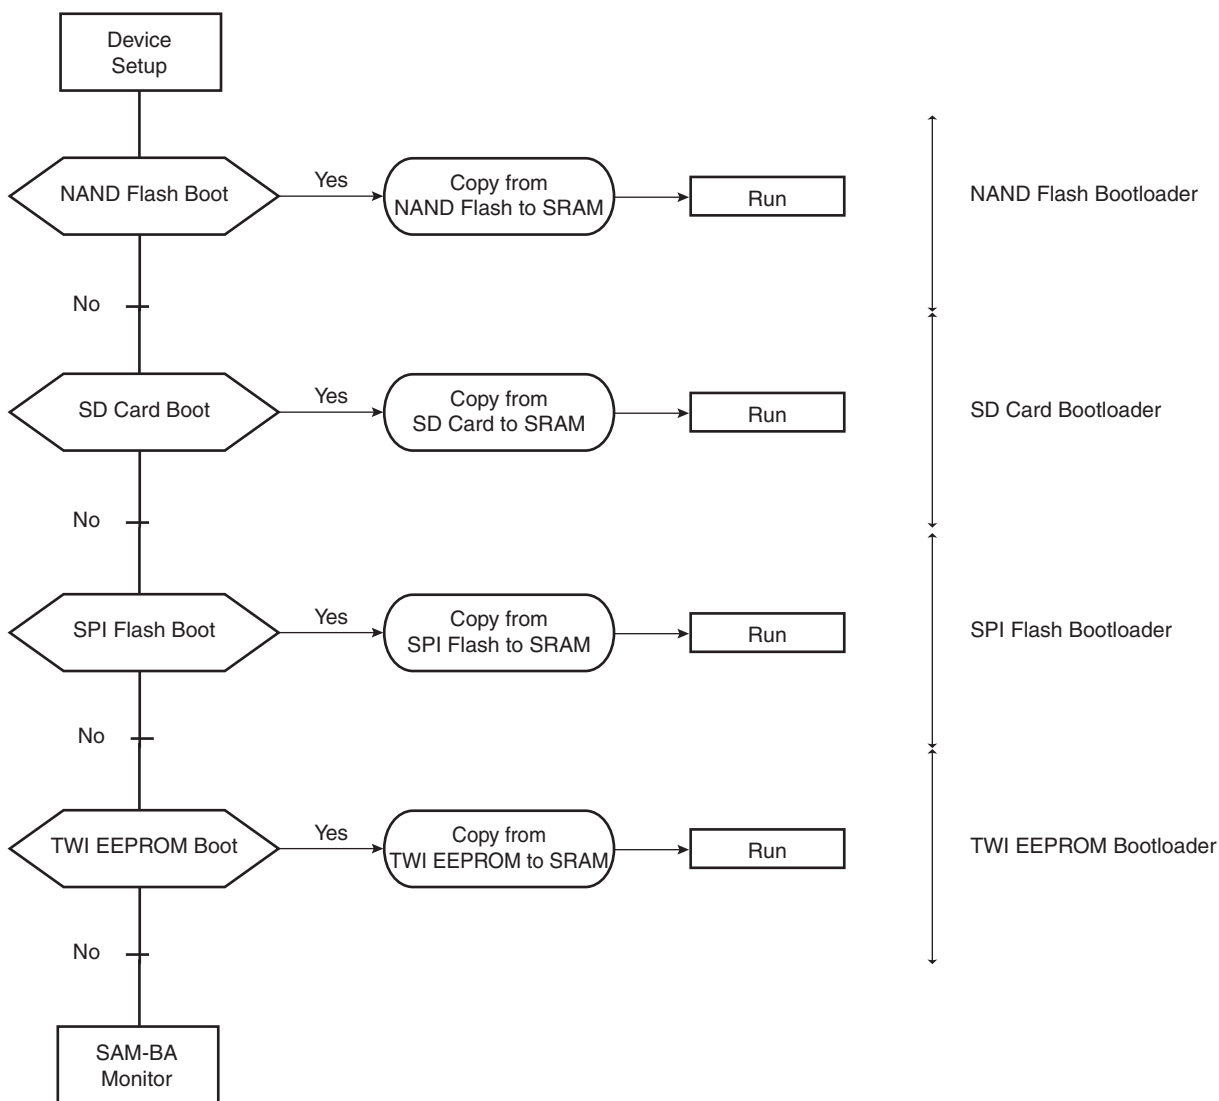 Device
Setup
NAND Flash Boot
Yes
Copy from
NAND Flash to SRAM
Run
NAND Flash Bootloader
No
SD Card Boot
Yes
Copy from
SD Card to SRAM
Run
SD Card Bootloader
No
SPI Flash Boot
Yes
Copy from
SPI Flash to SRAM
Run
SPI Flash Bootloader
No
TWI EEPROM Boot
Yes
Copy from
TWI EEPROM to SRAM
Run
TWI EEPROM Bootloader
No
SAM-BA
Monitor